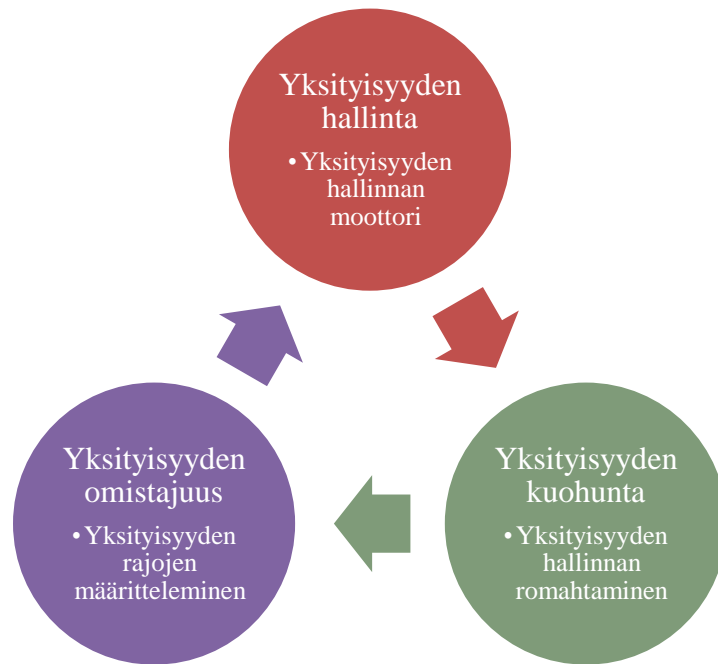 Yksityisyyden
hallinta
• Yksityisyyden
hallinnan
moottori
Yksityisyyden
omistajuus
• Yksityisyyden
rajojen
määritteleminen
Yksityisyyden
kuohunta
• Yksityisyyden
hallinnan
romahtaminen